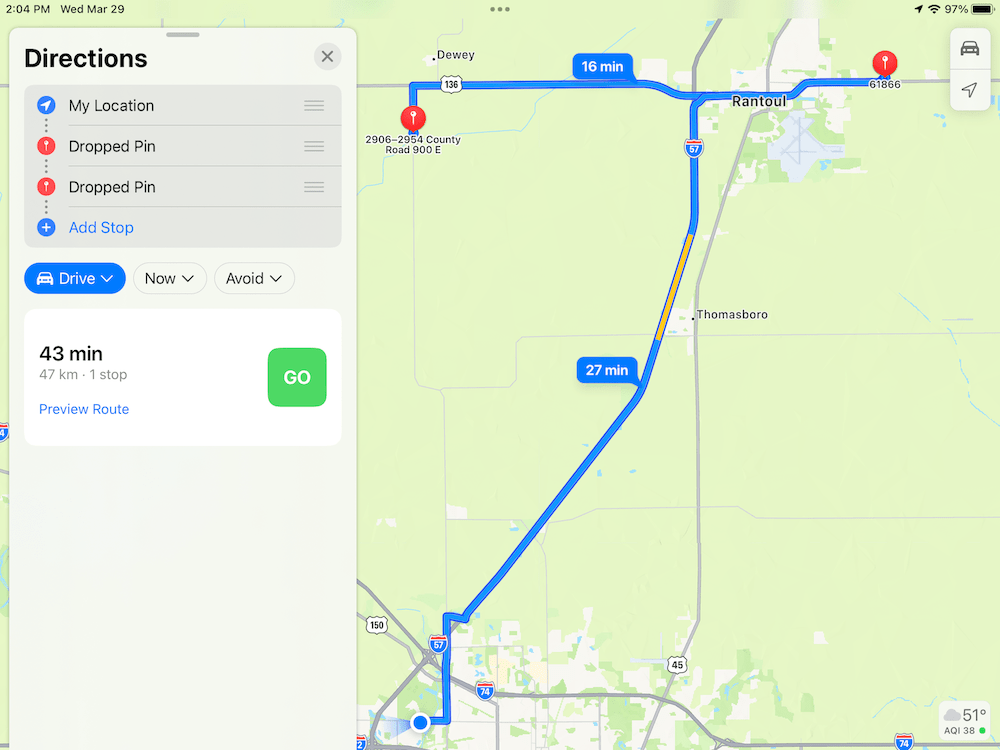 2:04 PM Wed Mar 29
97%
Directions
My Location
Dropped Pin
Dropped Pin
Add Stop
Drive
Now
Avoid
43 min
47 km · 1 stop
Preview Route
GO
Dewey
136
16 min
61866
Rantoul
2906–2954 County
Road 900 E
57
Thomasboro
27 min
150
57
45
74
74
51°
AQI 38